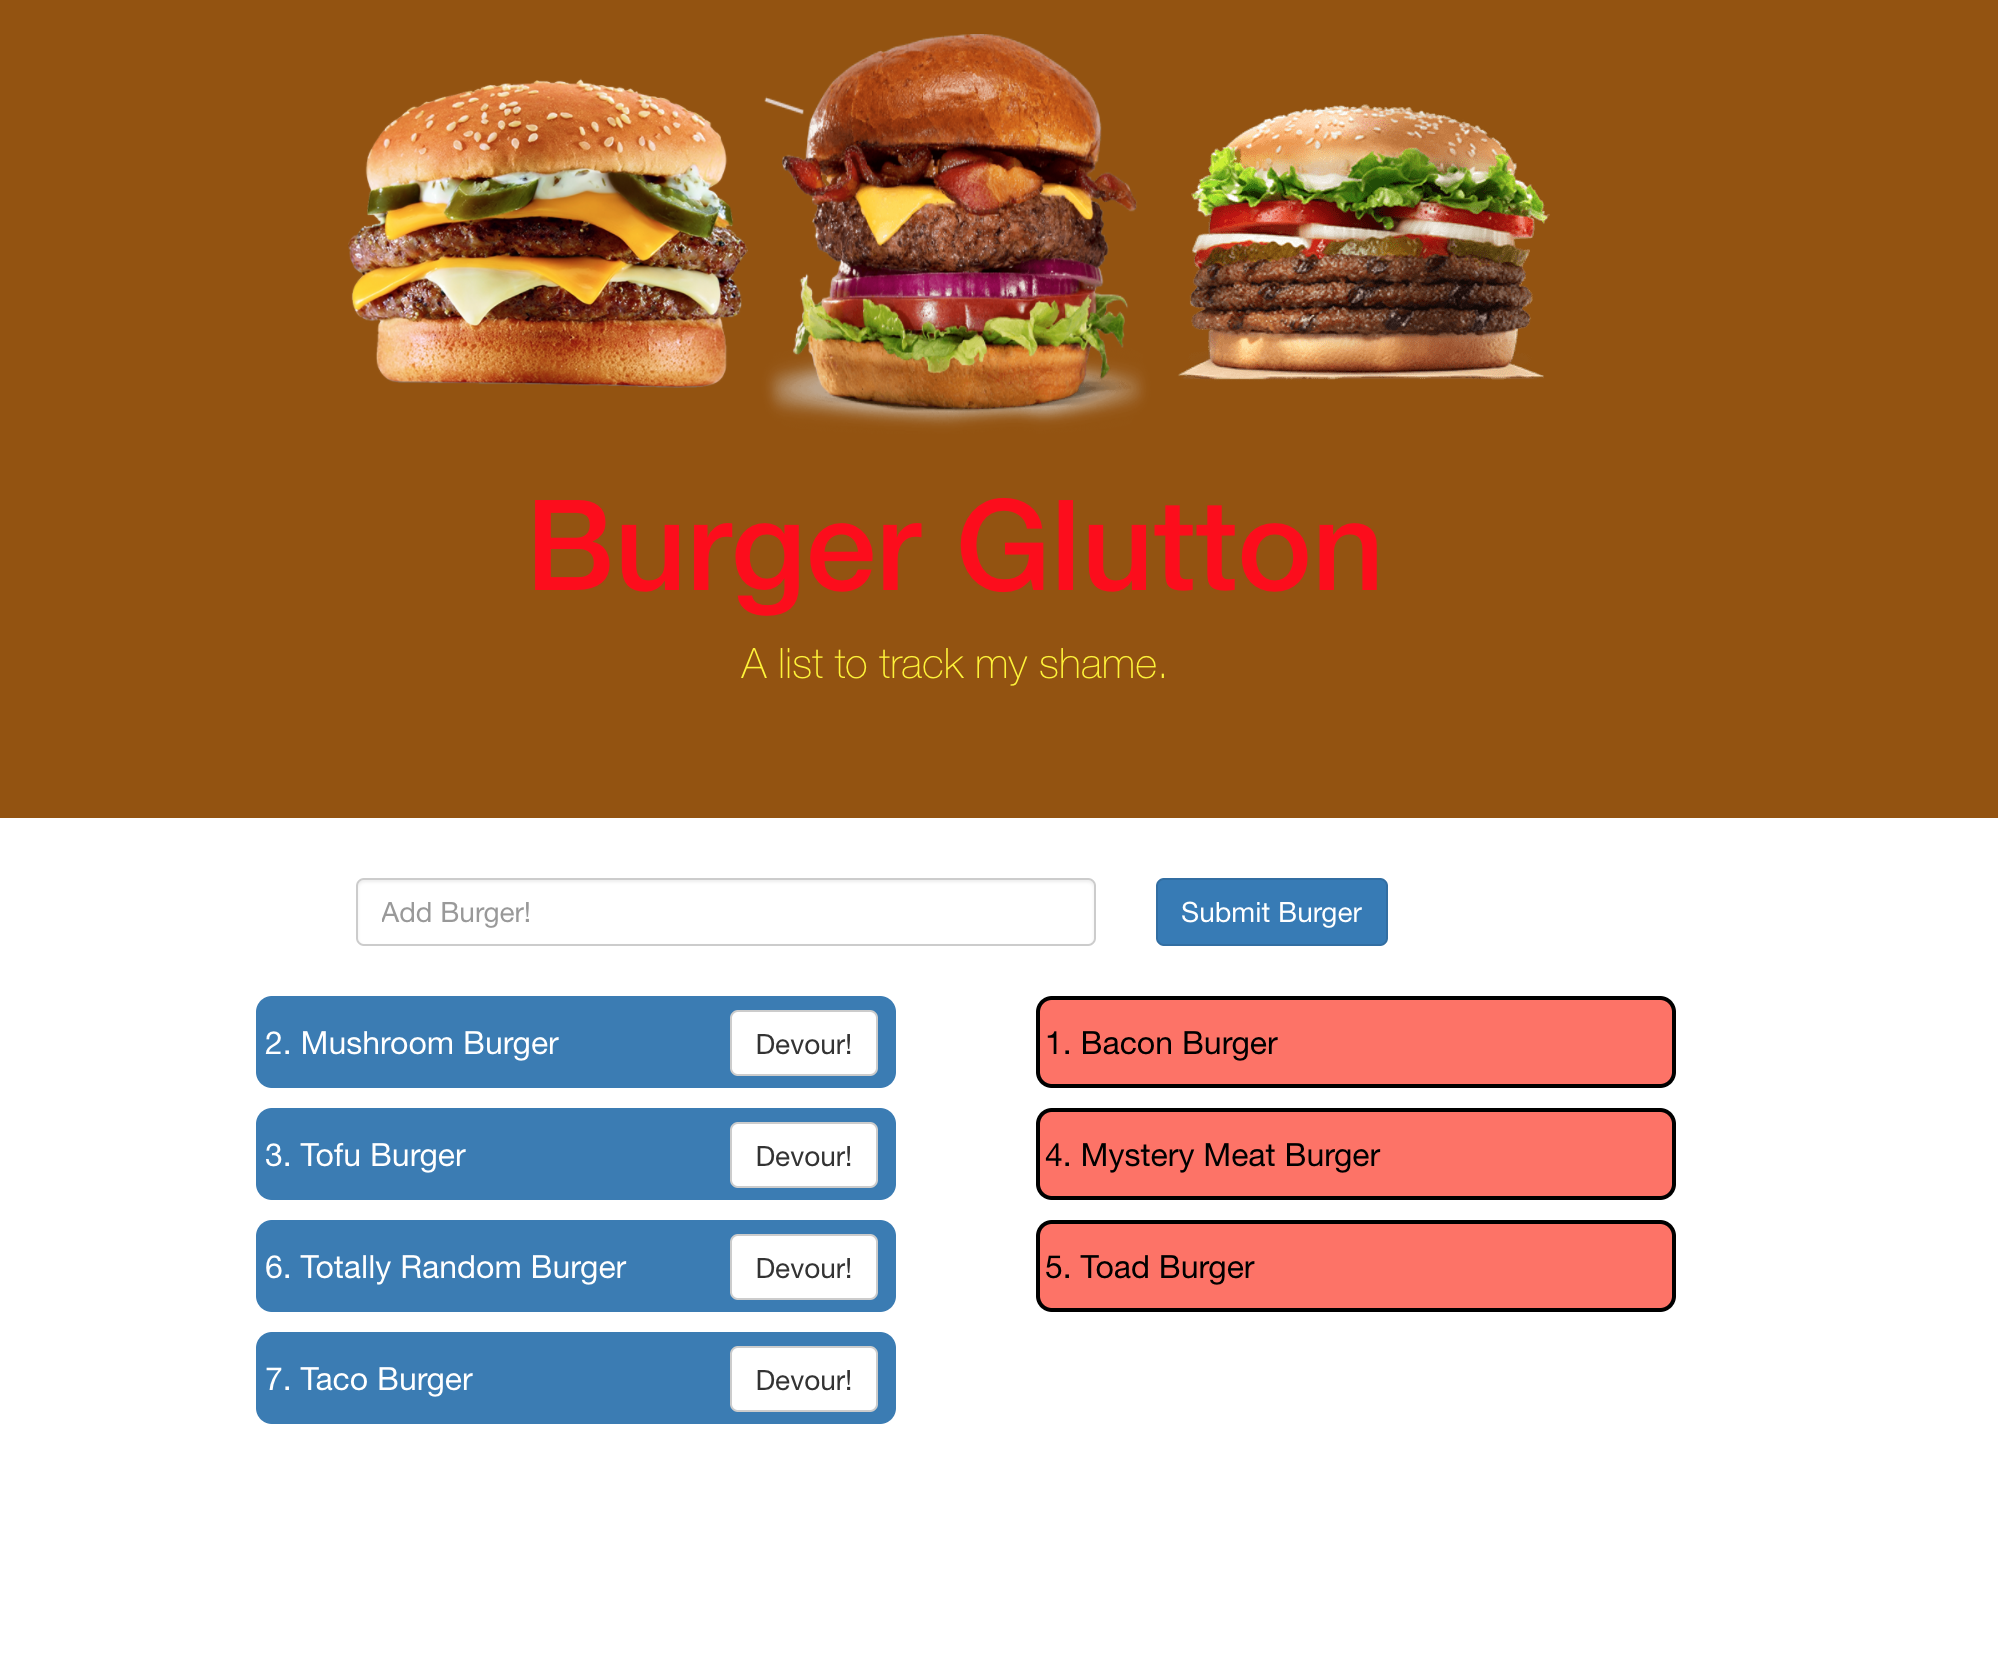 Burger Glutton
A list to track my shame.
Add Burger!
Submit Burger
2. Mushroom Burger
Devour!
3. Tofu Burger
Devour!
6. Totally Random Burger
Devour!
7. Taco Burger
Devour!
1. Bacon Burger
4. Mystery Meat Burger
5. Toad Burger